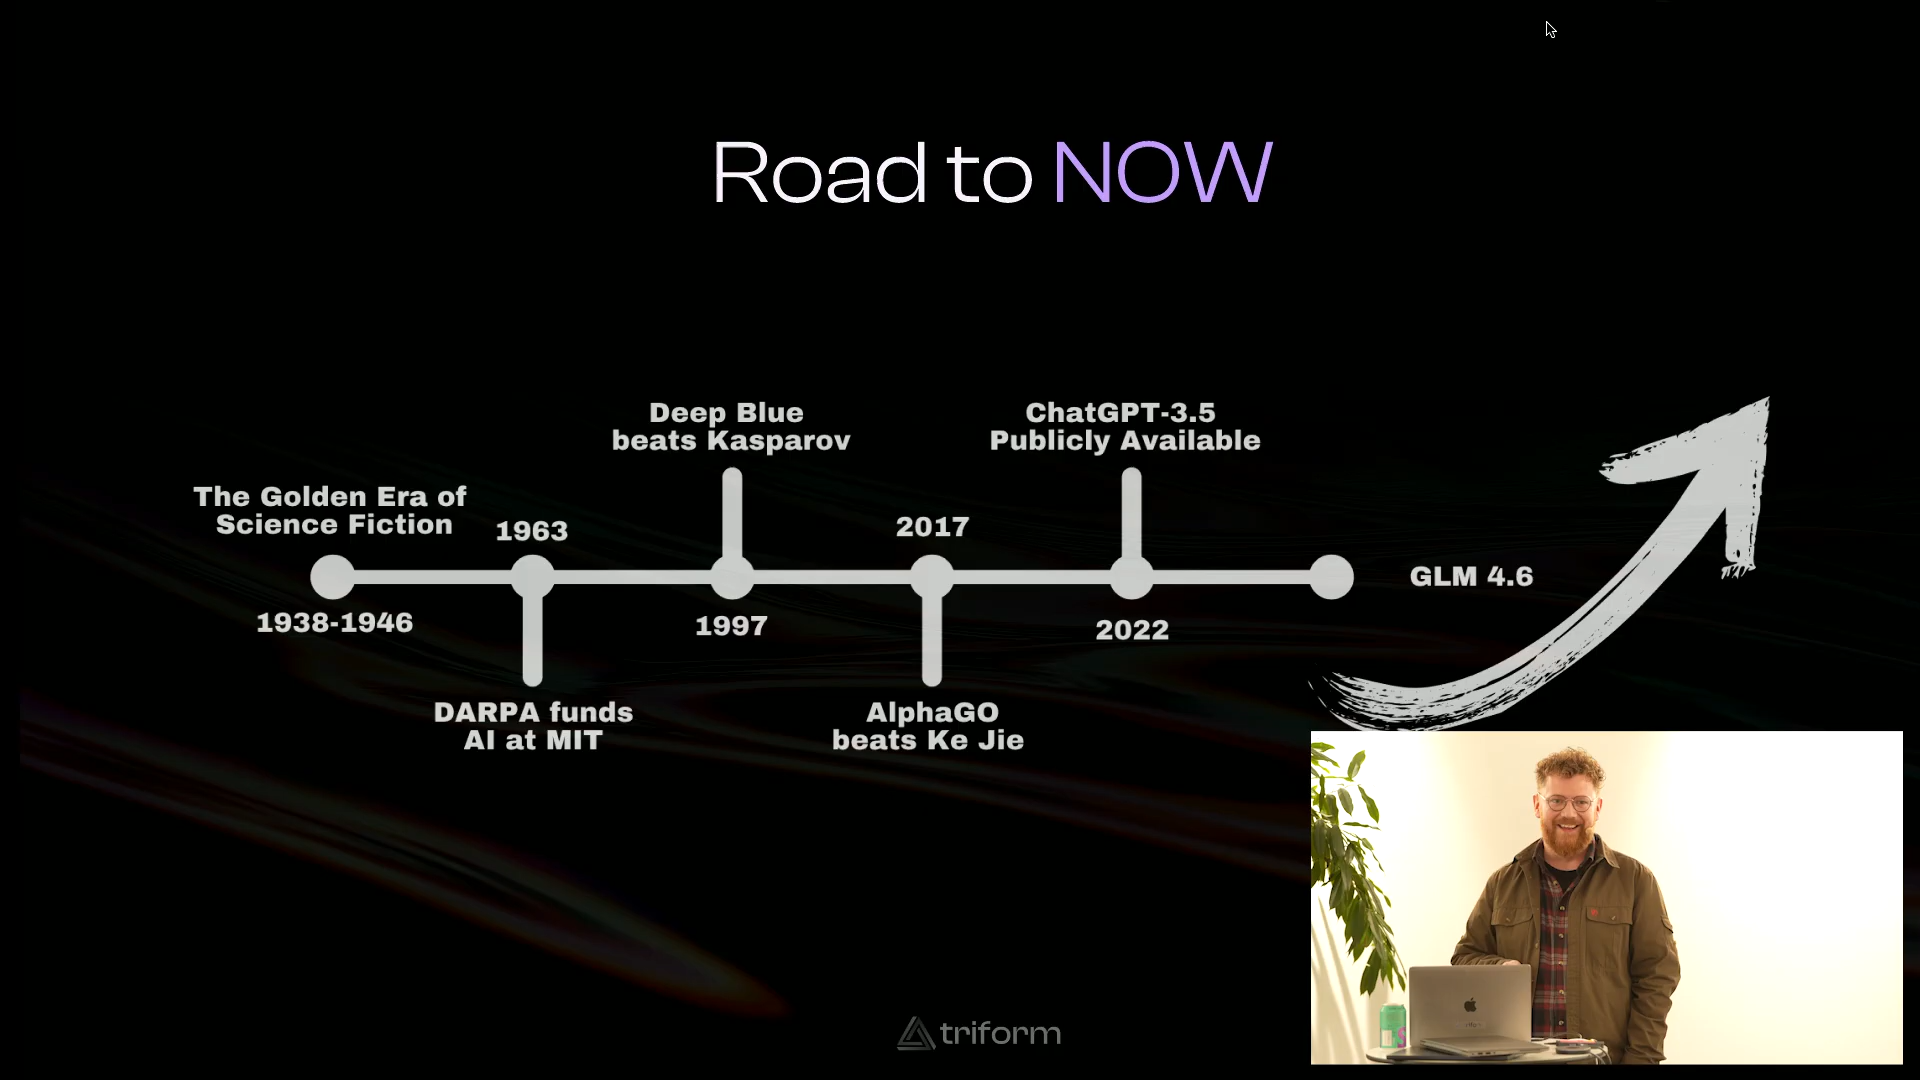 Road to NOW
Deep Blue
beats Kasparov
ChatGPT-3.5
Publicly Available
The Golden Era of
Science Fiction
1963
2017
GLM 4.6
1938-1946
1997
2022
DARPA funds
AI at MIT
AlphaGO
beats Ke Jie
triform